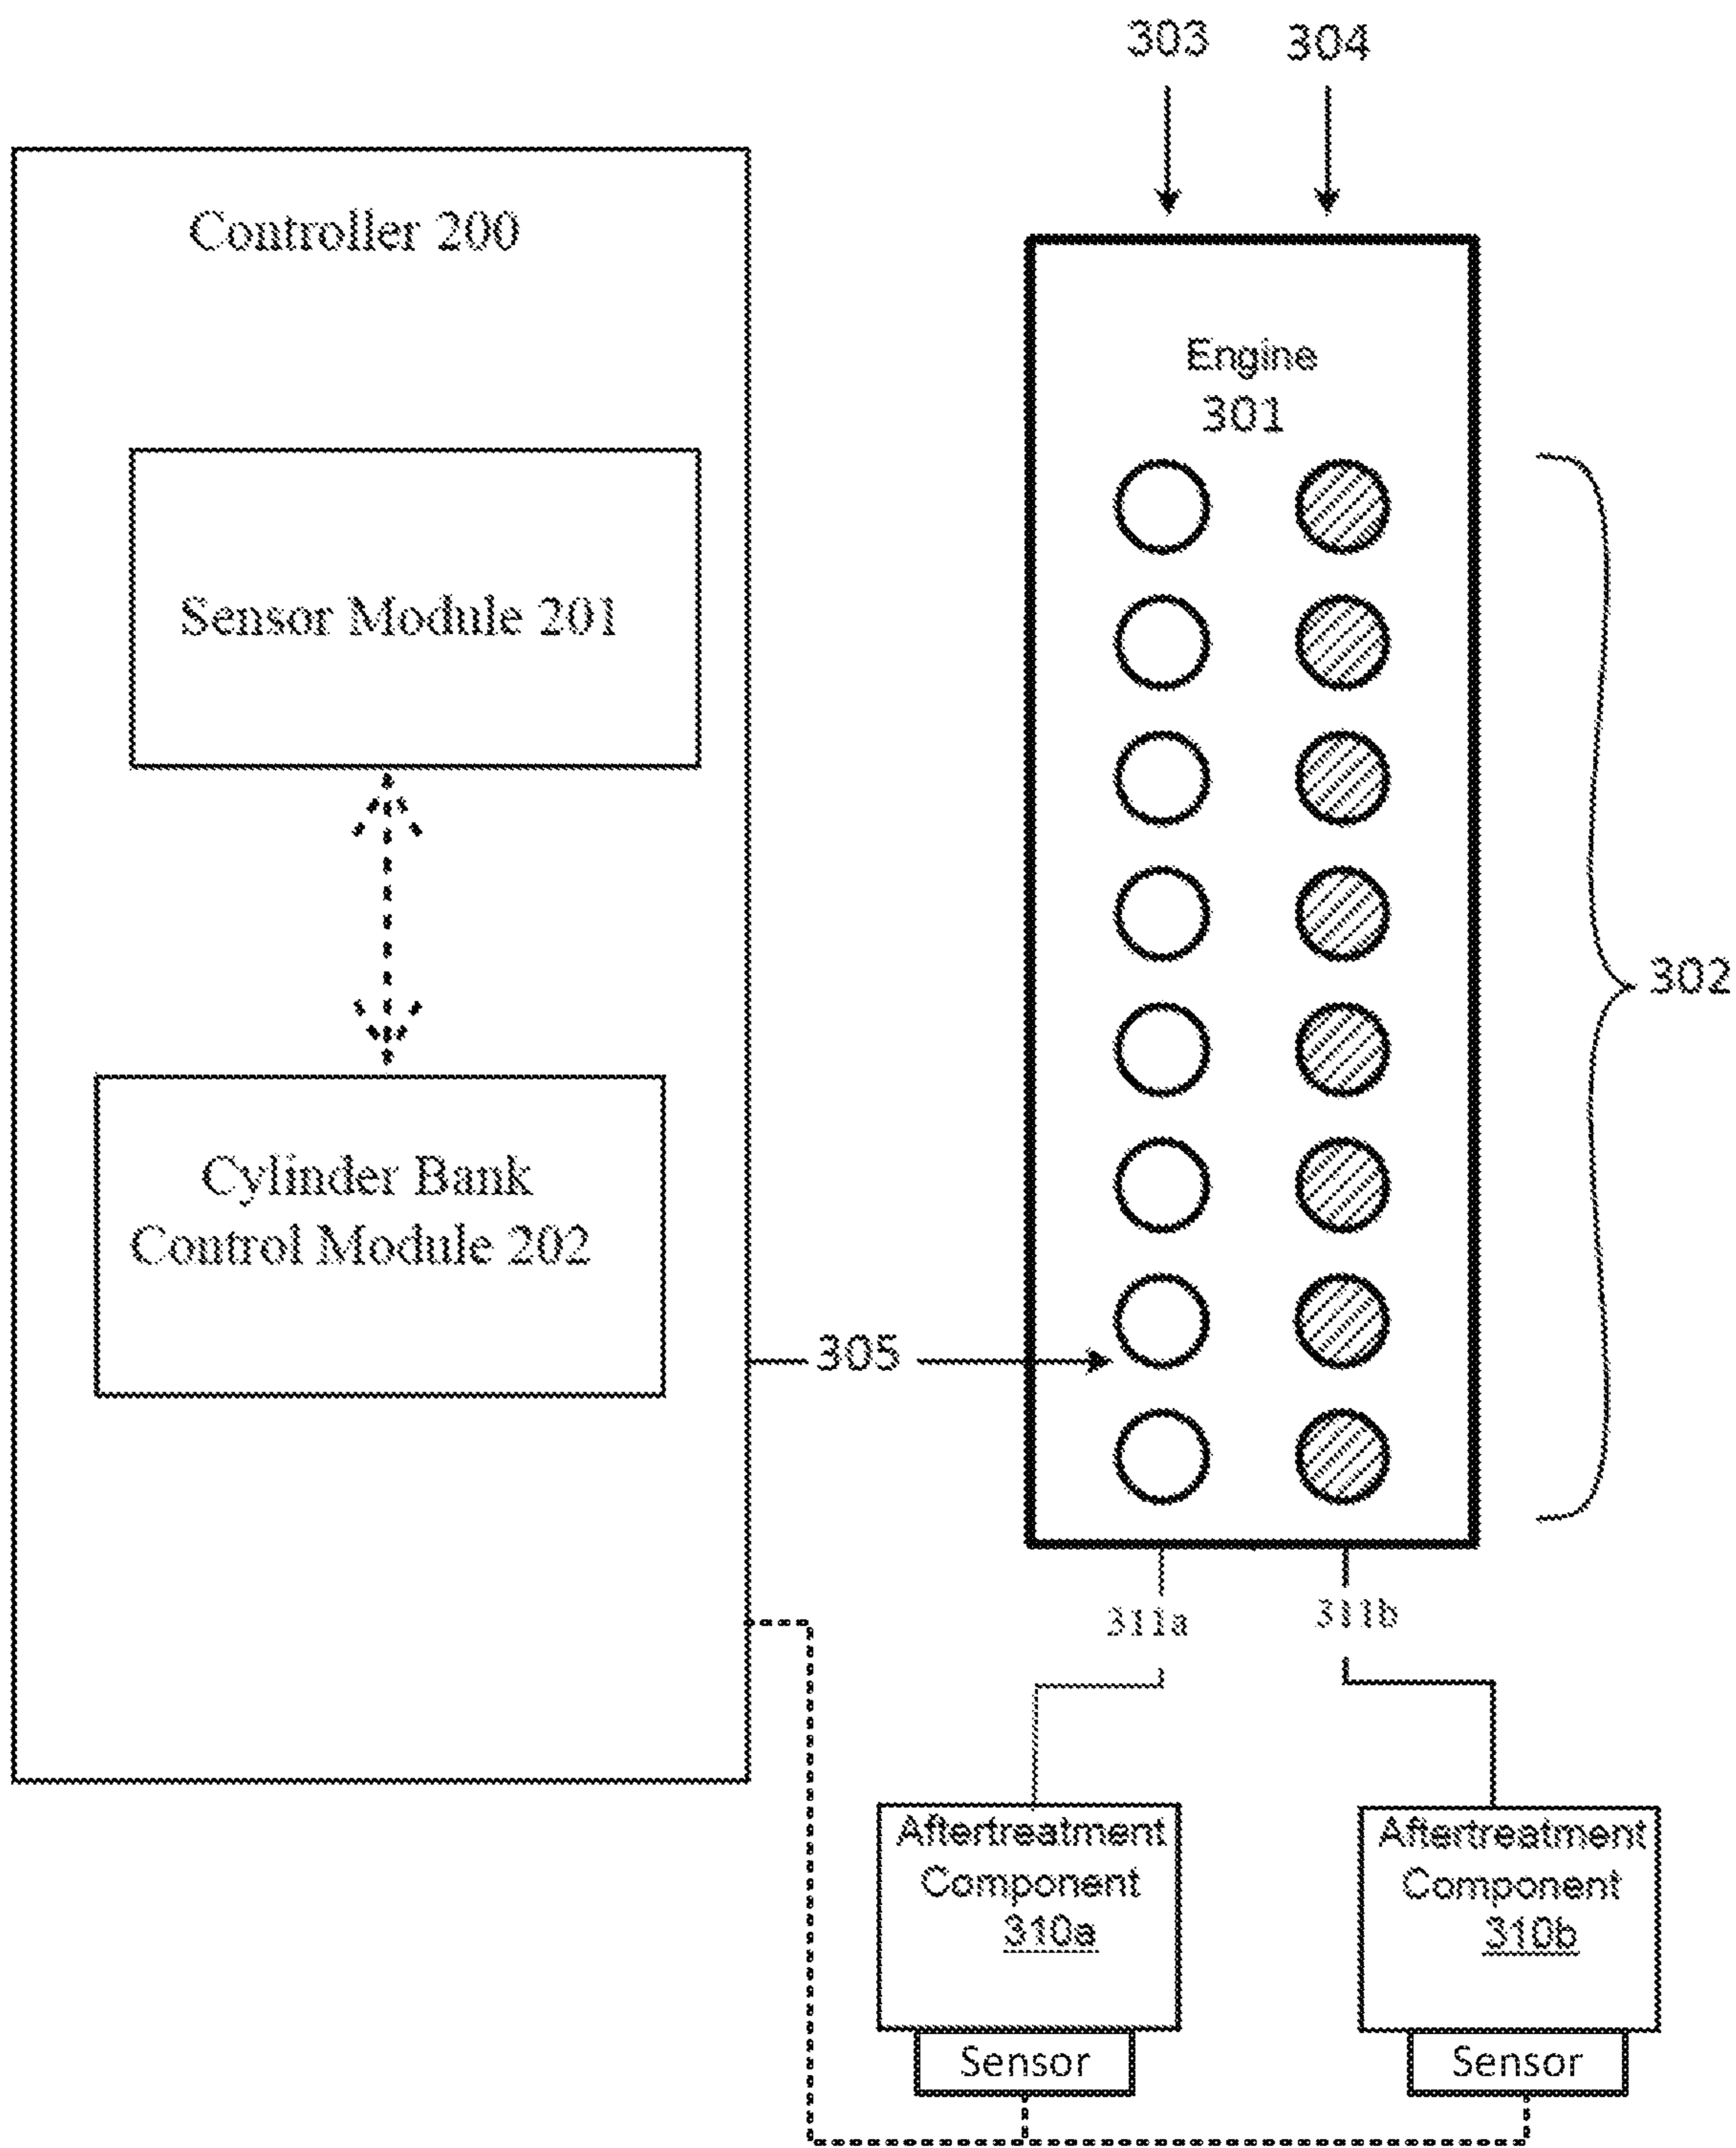 303 304
Controller 200
Engine
301
Sensor Module 201
302
Cylinder Bank
Control Module 202
305
311a 311b
Aftertreatment
Component
310a
Aftertreatment
Component
310b
Sensor
Sensor